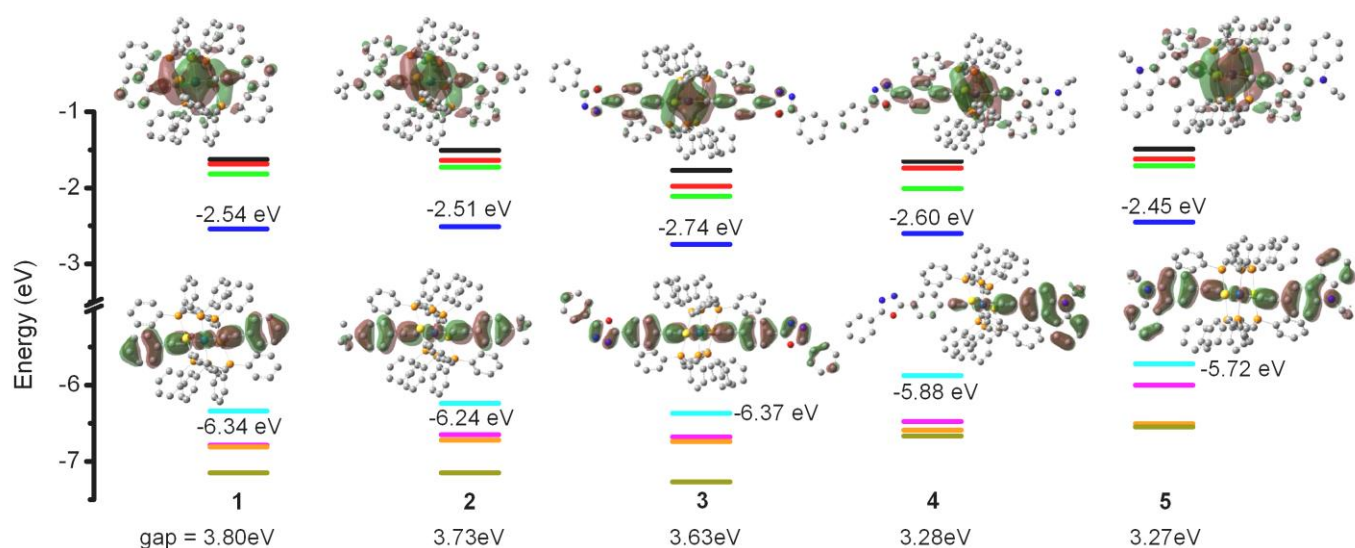 Energy (eV)
-1
-2
-3
-6
-7
-2.54 eV
-2.51 eV
-2.74 eV
-2.60 eV
-2.45 eV
-6.34 eV
-6.24 eV
-6.37 eV
-5.88 eV
-5.72 eV
1 2 3 4 5
gap = 3.80eV 3.73eV 3.63eV 3.28eV 3.27eV